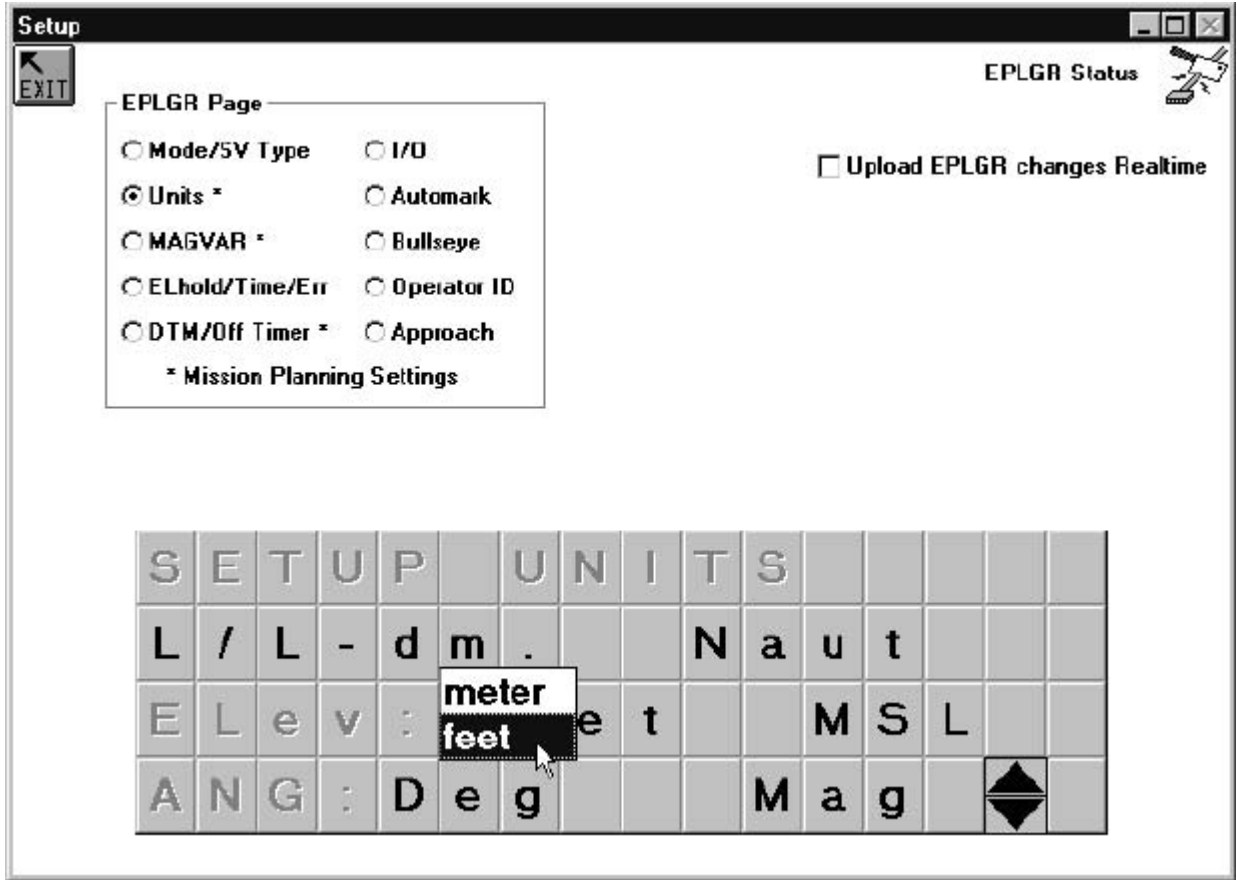 Setup
EXIT
EPLGR Status
EPLGR Page
Mode/5V Type
I/O
Upload EPLGR changes Realtime
Units *
Automark
MAGVAR *
Bullseye
ELhold/Time/Err
Operator ID
DTM/Off Timer *
Approach
* Mission Planning Settings
SETUP UNITS
L/L-dm. Naut
meter
ELev: et MSL
feet
ANG:Deg Mag